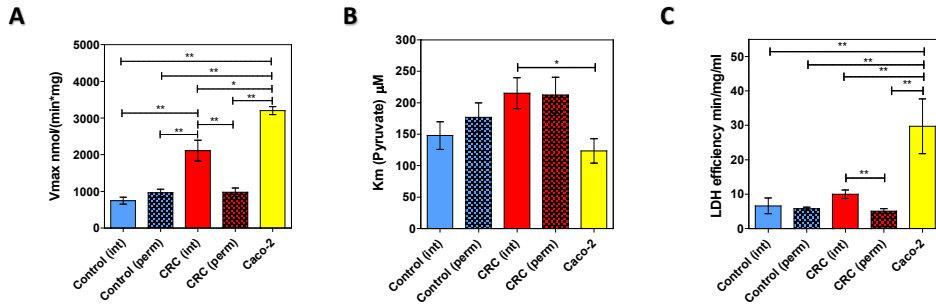 A
Vmax nmol/(min*mg)
5000
4000
3000
2000
1000
0
**
**
*
**
**
**
**
Control (int)
Control (perm)
CRC (int)
CRC (perm)
Caco-2
B
Km (Pyruvate) µM
300
250
200
150
100
50
0
*
Control (int)
Control (perm)
CRC (int)
CRC (perm)
Caco-2
C
LDH efficiency min/mg/ml
50
40
30
20
10
0
**
**
**
**
**
Control (int)
Control (perm)
CRC (int)
CRC (perm)
Caco-2